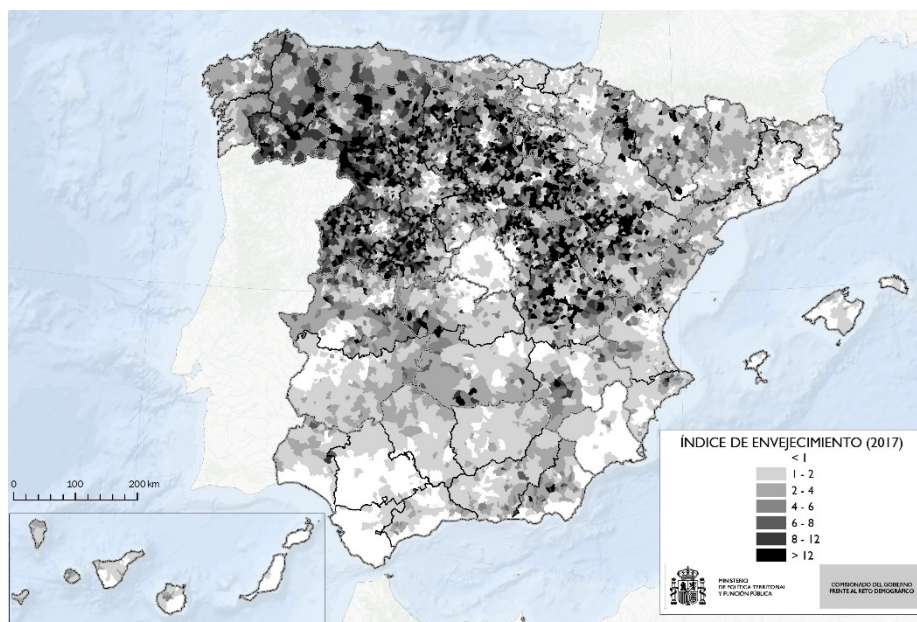 ÍNDICE DE ENVEJECIMIENTO (2017)
< 1
1 - 2
2 - 4
4 - 6
6 - 8
8 - 12
> 12
0 100 200 km
MINISTERIO
DE POLÍTICA TERRITORIAL
Y FUNCIÓN PÚBLICA
COMISIONADO DEL GOBIERNO
FRENTE AL RETO DEMOGRÁFICO